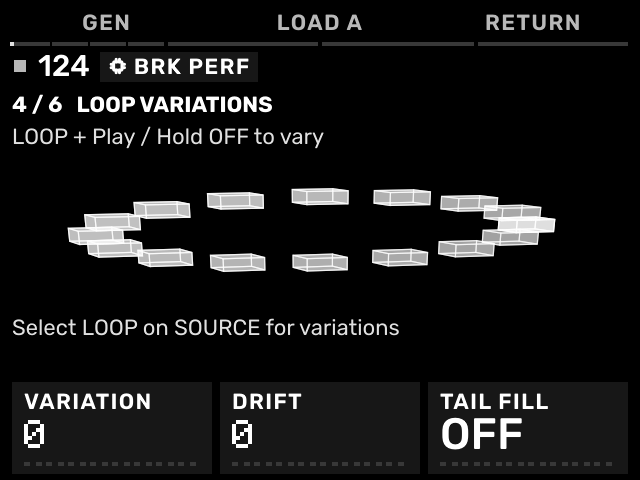 GEN LOAD A RETURN
124 BRK PERF
4 / 6 LOOP VARIATIONS
LOOP + Play / Hold OFF to vary
Select LOOP on SOURCE for variations
VARIATION DRIFT TAIL FILL
0 0 OFF